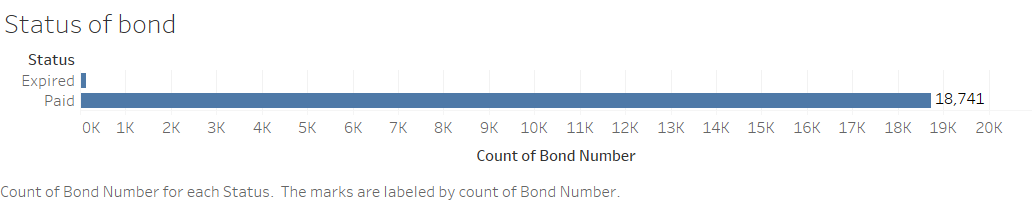 Status of bond
Status
Expired
Paid 18,741
0K 1K 2K 3K 4K 5K 6K 7K 8K 9K 10K 11K 12K 13K 14K 15K 16K 17K 18K 19K 20K
Count of Bond Number
Count of Bond Number for each Status.  The marks are labeled by count of Bond Number.